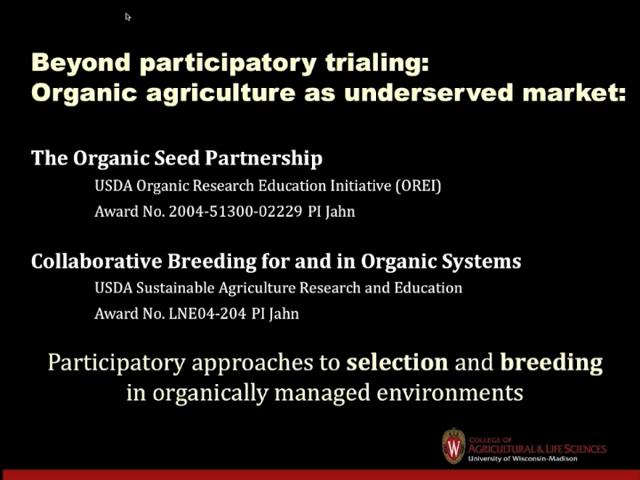 Beyond participatory trialing:
Organic agriculture as underserved market:
The Organic Seed Partnership
USDA Organic Research Education Initiative (OREI)
Award No. 2004-51300-02229 PI Jahn
Collaborative Breeding for and in Organic Systems
USDA Sustainable Agriculture Research and Education
Award No. LNE04-204 PI Jahn
Participatory approaches to selection and breeding
in organically managed environments
COLLEGE OF
AGRICULTURAL & LIFE SCIENCES
University of Wisconsin-Madison